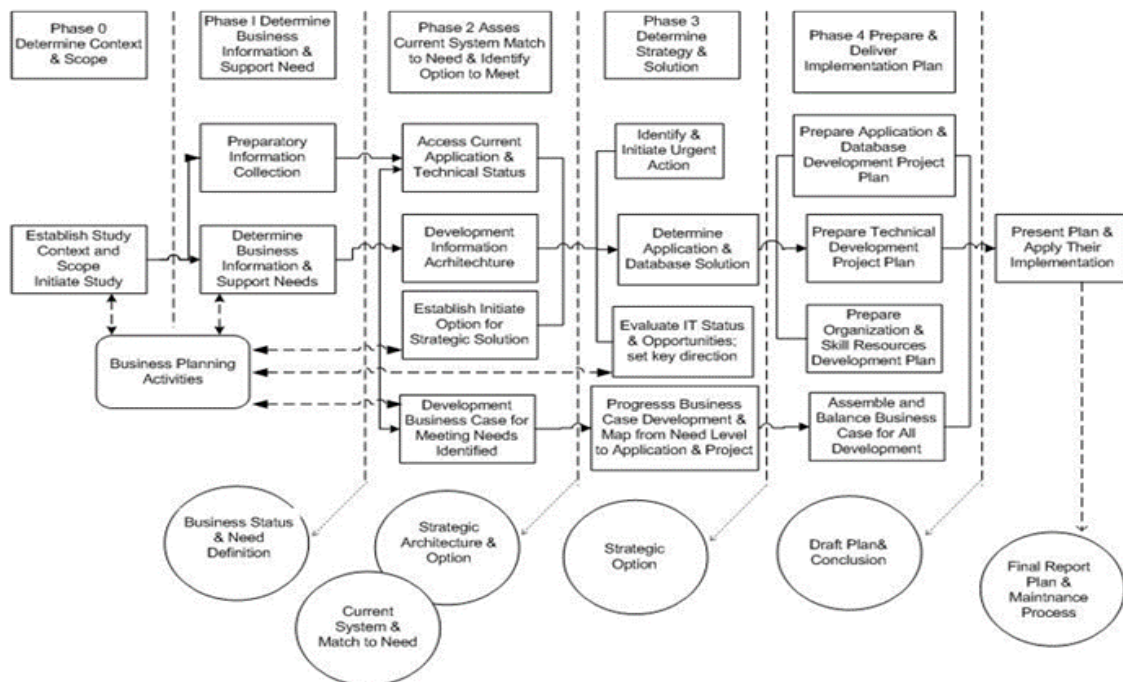 Phase 0
Determine Context
& Scope
Phase I Determine
Business
Information &
Support Need
Phase 2 Asses
Current System Match
to Need & Identify
Option to Meet
Phase 3
Determine
Strategy &
Solution
Phase 4 Prepare &
Deliver
Implementation Plan
Preparatory
Information
Collection
Access Current
Application &
Technical Status
Identify &
Initiate Urgent
Action
Prepare Application &
Database
Development Project
Plan
Establish Study
Context and
Scope
Initiate Study
Determine
Business
Information &
Support Needs
Development
Information
Acrhitechture
Determine
Application &
Database Solution
Prepare Technical
Development
Project Plan
Present Plan &
Apply Their
Implementation
Establish Initiate
Option for
Strategic Solution
Evaluate IT Status
& Opportunities;
set key direction
Prepare
Organization &
Skill Resources
Development Plan
Business Planning
Activities
Development
Business Case for
Meeting Needs
Identified
Progresss Business
Case Development &
Map from Need Level
to Application & Project
Assemble and
Balance Business
Case for All
Development
Business Status
& Need
Definition
Strategic
Architecture &
Option
Strategic
Option
Draft Plan&
Conclusion
Final Report
Plan &
Maintnance
Process
Current
System &
Match to Need